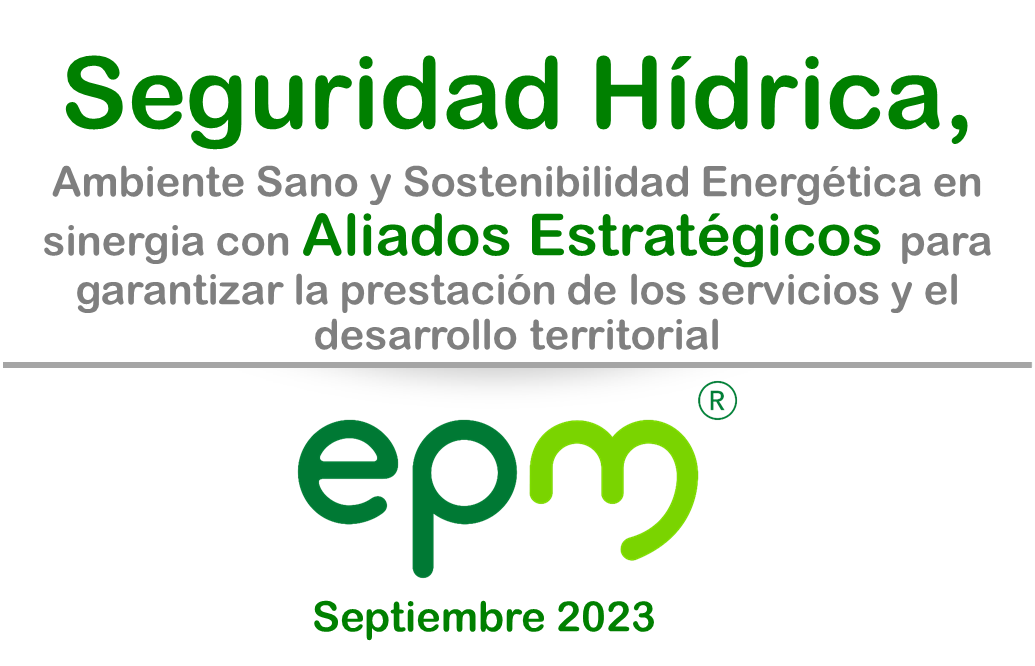 Seguridad Hídrica,
Ambiente Sano y Sostenibilidad Energética en
sinergia con Aliados Estratégicos para
garantizar la prestación de los servicios y el
desarrollo territorial
®
epm
Septiembre 2023